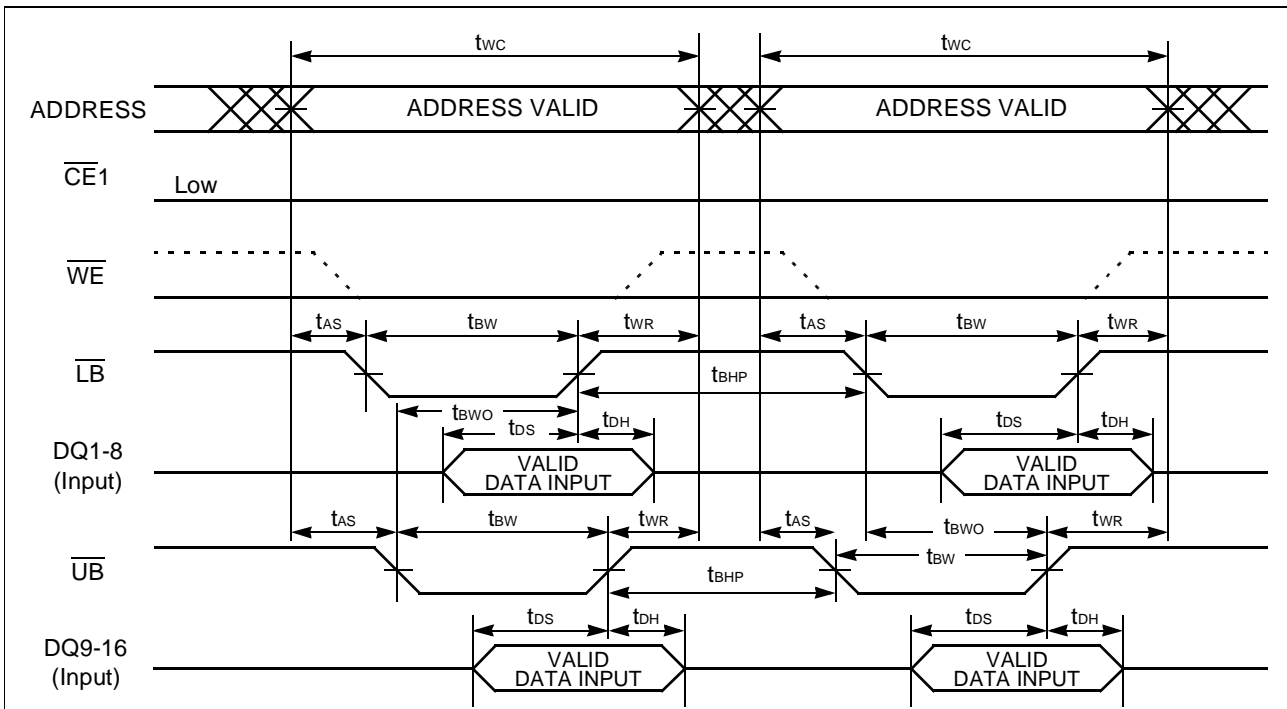 tWC tWC
ADDRESS ADDRESS VALID ADDRESS VALID
CE1 Low
WE
tAS tBW tWR tAS tBW tWR
LB
tBHP
tBWO
tDS tDH tDS tDH
DQ1-8
(Input)
VALID
DATA INPUT
VALID
DATA INPUT
tAS tBW tWR tAS tBWO tWR
UB
tBW
tBHP
tDS tDH tDS tDH
DQ9-16
(Input)
VALID
DATA INPUT
VALID
DATA INPUT